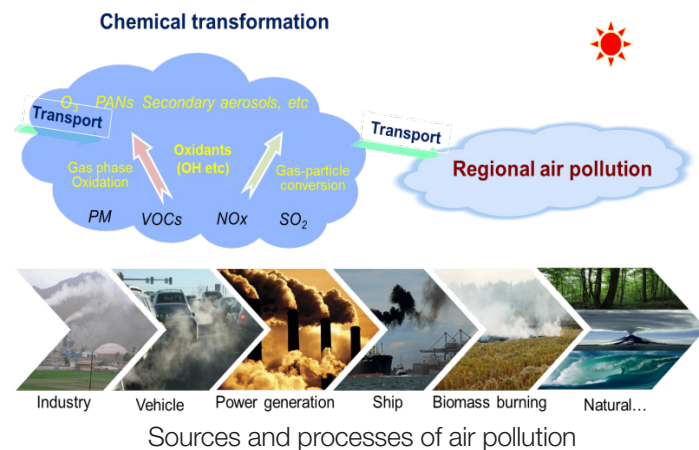 Chemical transformation
O3 PANs Secondary aerosols, etc
Transport
Transport
Oxidants
(OH etc)
Gas phase
Oxidation
Gas-particle
conversion
Regional air pollution
PM VOCs NOx SO2
Industry Vehicle Power generation Ship Biomass burning Natural…
Sources and processes of air pollution